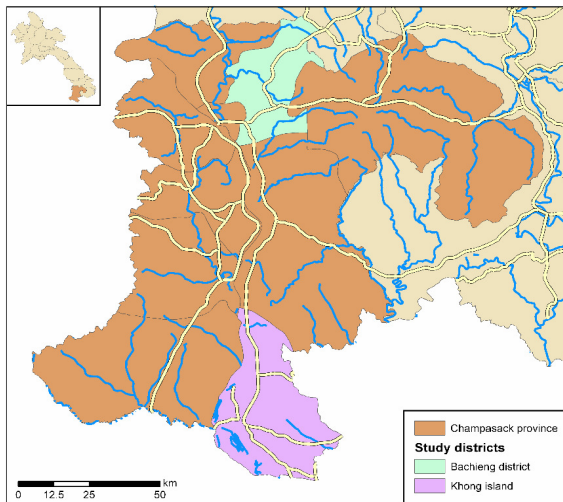 Champasack province
Study districts
Bachieng district
Khong island
km
0 12.5 25 50